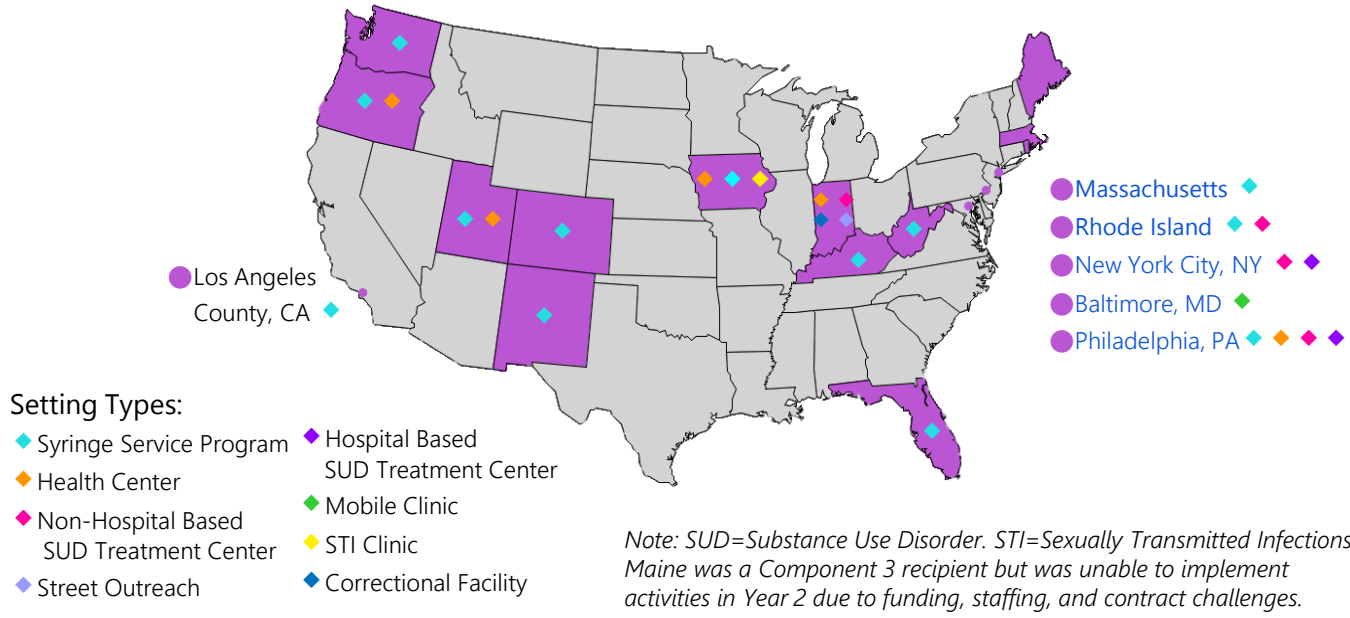 Massachusetts
Rhode Island
New York City, NY
Baltimore, MD
Philadelphia, PA
Los Angeles
County, CA
Setting Types:
Syringe Service Program
Health Center
Non-Hospital Based
SUD Treatment Center
Street Outreach
Hospital Based
SUD Treatment Center
Mobile Clinic
STI Clinic
Correctional Facility
Note: SUD=Substance Use Disorder. STI=Sexually Transmitted Infections
Maine was a Component 3 recipient but was unable to implement
activities in Year 2 due to funding, staffing, and contract challenges.